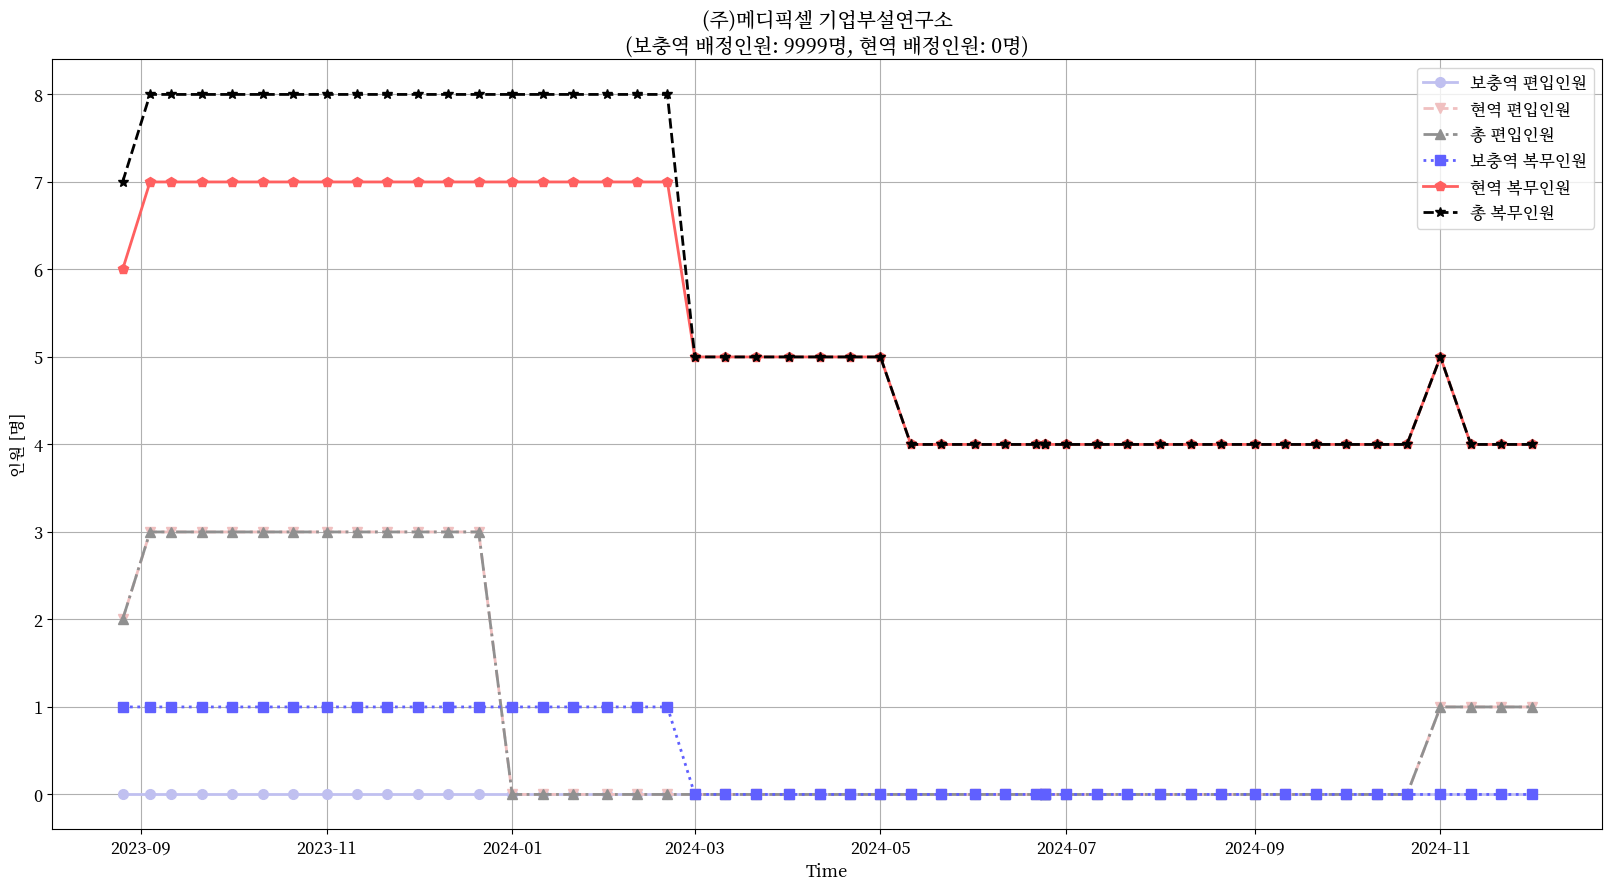 (주)메디픽셀 기업부설연구소
(보충역 배정인원: 9999명, 현역 배정인원: 0명)
보충역 편입인원
현역 편입인원
총 편입인원
보충역 복무인원
현역 복무인원
총 복무인원
인원 [명]
8
7
6
5
4
3
2
1
0
2023-09
2023-11
2024-01
2024-03
2024-05
2024-07
2024-09
2024-11
Time